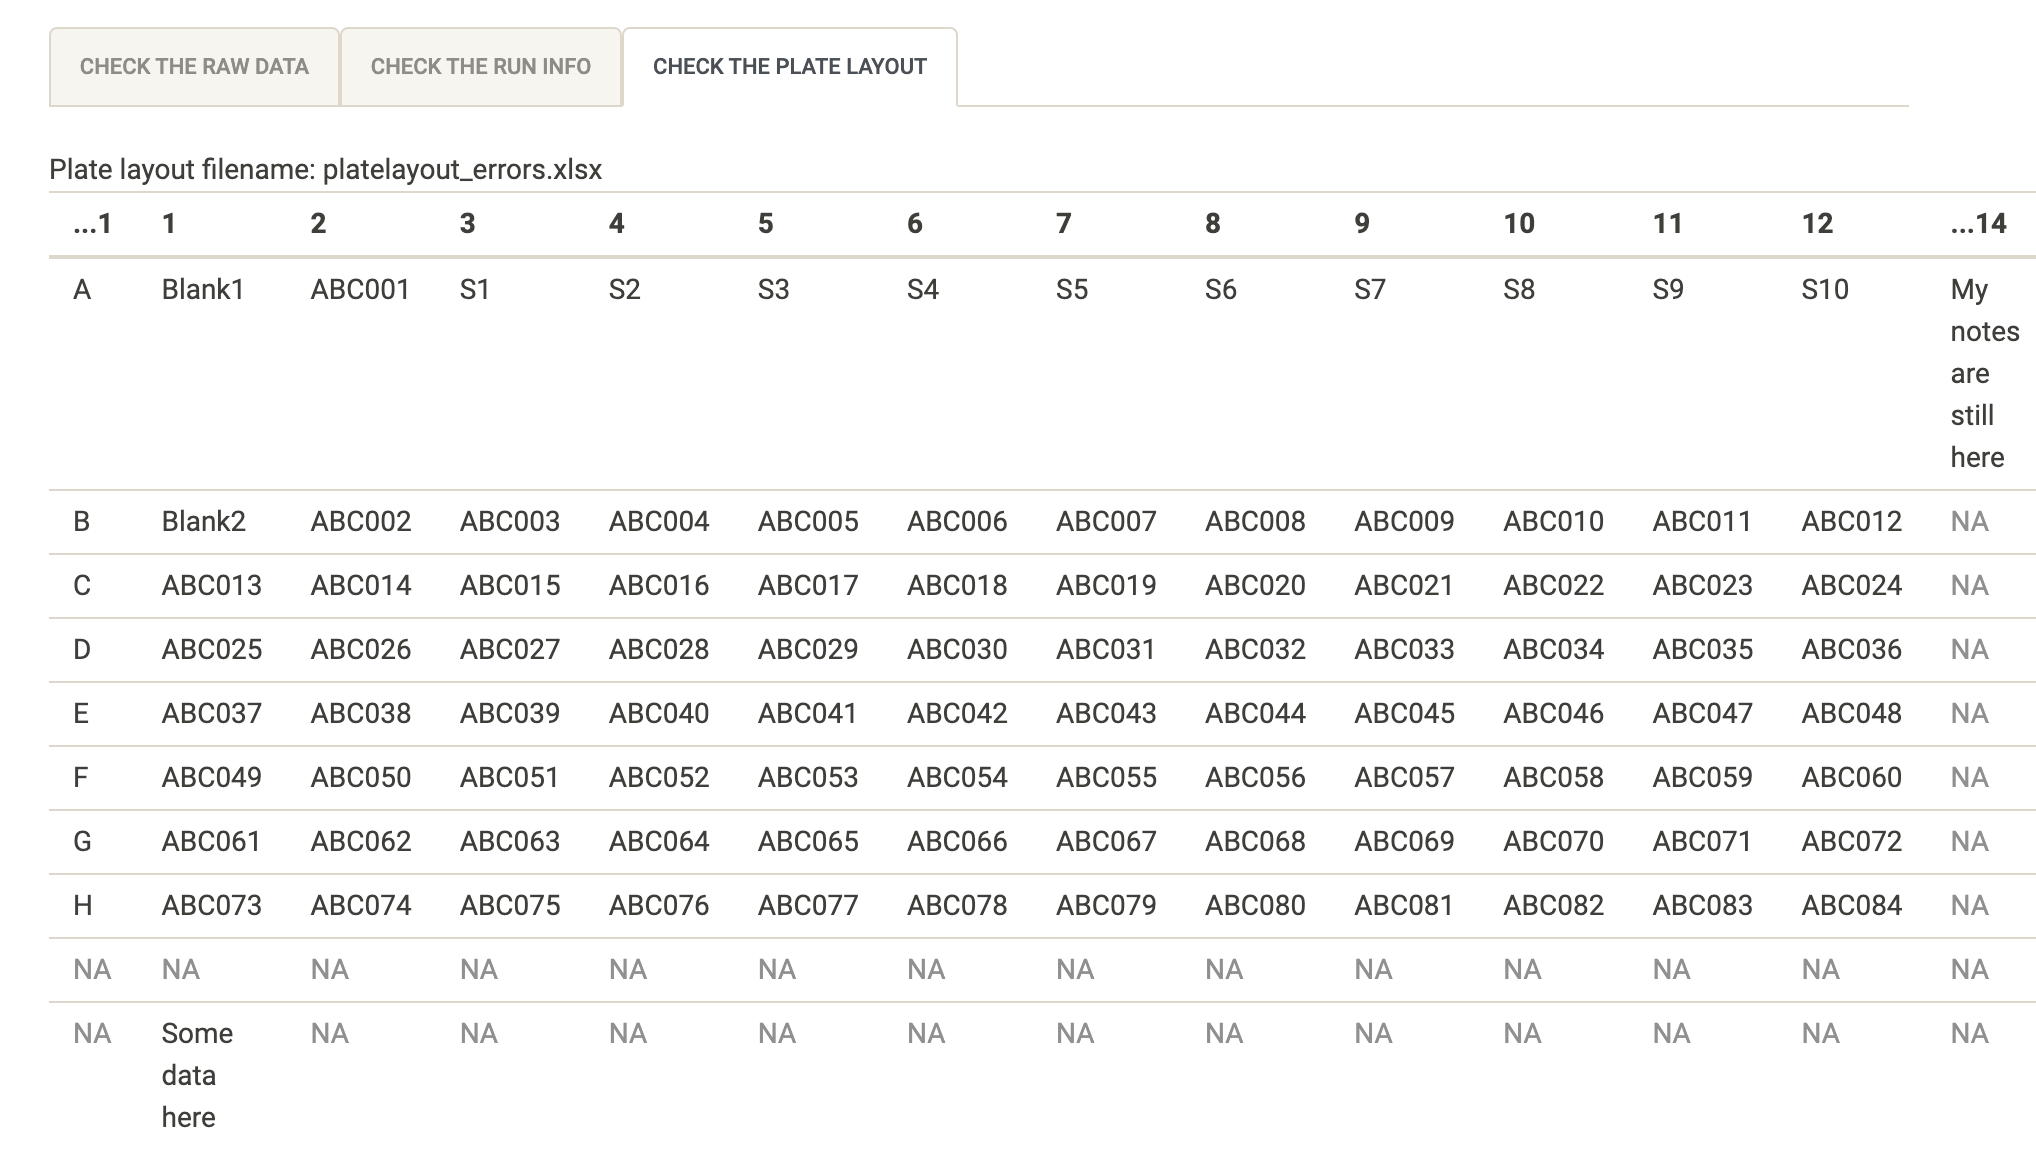 CHECK THE RAW DATA CHECK THE RUN INFO CHECK THE PLATE LAYOUT
Plate layout filename: platelayout_errors.xlsx
...1 1 2 3 4 5 6 7 8 9 10 11 12 ...14
A Blank1 ABC001 S1 S2 S3 S4 S5 S6 S7 S8 S9 S10 My
notes
are
still
here
B Blank2 ABC002 ABC003 ABC004 ABC005 ABC006 ABC007 ABC008 ABC009 ABC010 ABC011 ABC012 NA
C ABC013 ABC014 ABC015 ABC016 ABC017 ABC018 ABC019 ABC020 ABC021 ABC022 ABC023 ABC024 NA
D ABC025 ABC026 ABC027 ABC028 ABC029 ABC030 ABC031 ABC032 ABC033 ABC034 ABC035 ABC036 NA
E ABC037 ABC038 ABC039 ABC040 ABC041 ABC042 ABC043 ABC044 ABC045 ABC046 ABC047 ABC048 NA
F ABC049 ABC050 ABC051 ABC052 ABC053 ABC054 ABC055 ABC056 ABC057 ABC058 ABC059 ABC060 NA
G ABC061 ABC062 ABC063 ABC064 ABC065 ABC066 ABC067 ABC068 ABC069 ABC070 ABC071 ABC072 NA
H ABC073 ABC074 ABC075 ABC076 ABC077 ABC078 ABC079 ABC080 ABC081 ABC082 ABC083 ABC084 NA
NA NA NA NA NA NA NA NA NA NA NA NA NA NA
NA Some NA NA NA NA NA NA NA NA NA NA NA NA
data
here